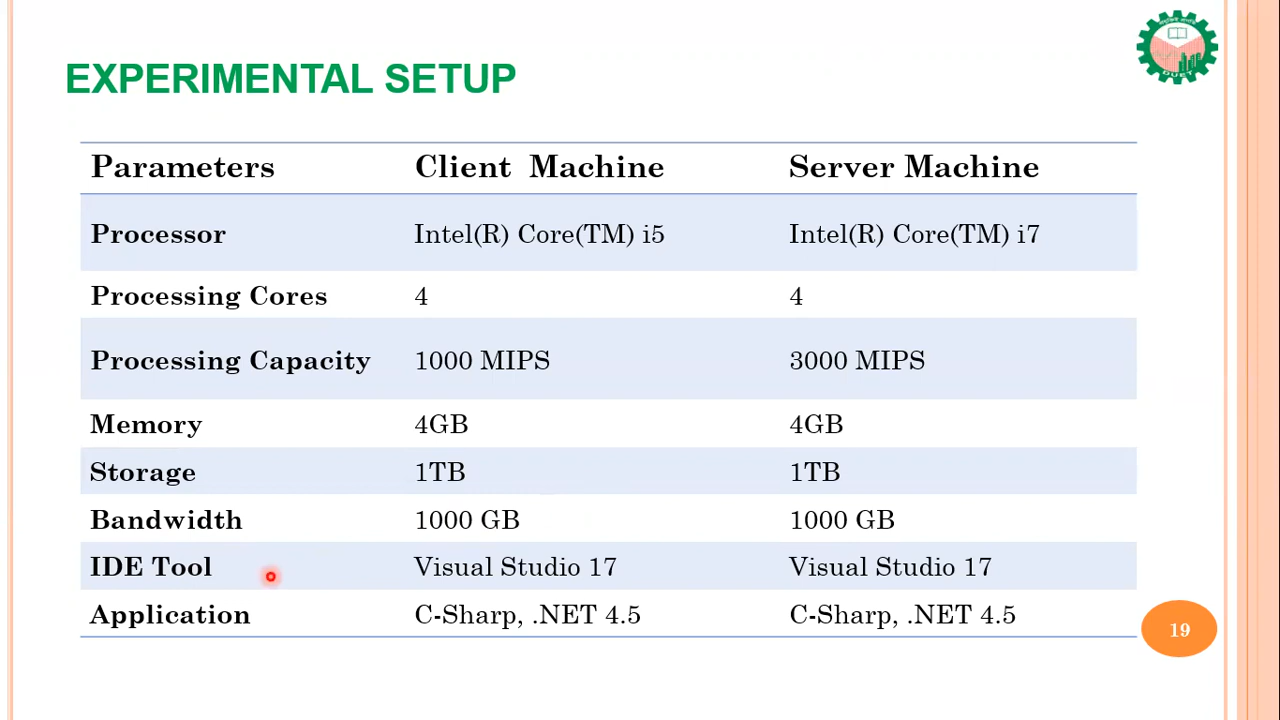 EXPERIMENTAL SETUP
DUET
Parameters Client Machine Server Machine
Processor Intel(R) Core(TM) i5 Intel(R) Core(TM) i7
Processing Cores 4 4
Processing Capacity 1000 MIPS 3000 MIPS
Memory 4GB 4GB
Storage 1TB 1TB
Bandwidth 1000 GB 1000 GB
IDE Tool Visual Studio 17 Visual Studio 17
Application C-Sharp, .NET 4.5 C-Sharp, .NET 4.5
19